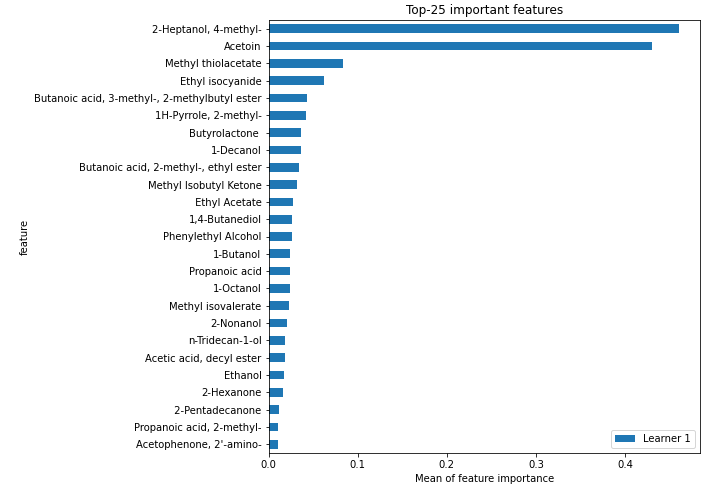 Top-25 important features
2-Heptanol, 4-methyl-
Acetoin
Methyl thiolacetate
Ethyl isocyanide
Butanoic acid, 3-methyl-, 2-methylbutyl ester
1H-Pyrrole, 2-methyl-
Butyrolactone
1-Decanol
Butanoic acid, 2-methyl-, ethyl ester
Methyl Isobutyl Ketone
Ethyl Acetate
1,4-Butanediol
Phenylethyl Alcohol
1-Butanol
Propanoic acid
1-Octanol
Methyl isovalerate
2-Nonanol
n-Tridecan-1-ol
Acetic acid, decyl ester
Ethanol
2-Hexanone
2-Pentadecanone
Propanoic acid, 2-methyl-
Acetophenone, 2'-amino-
feature
Learner 1
0.0 0.1 0.2 0.3 0.4
Mean of feature importance